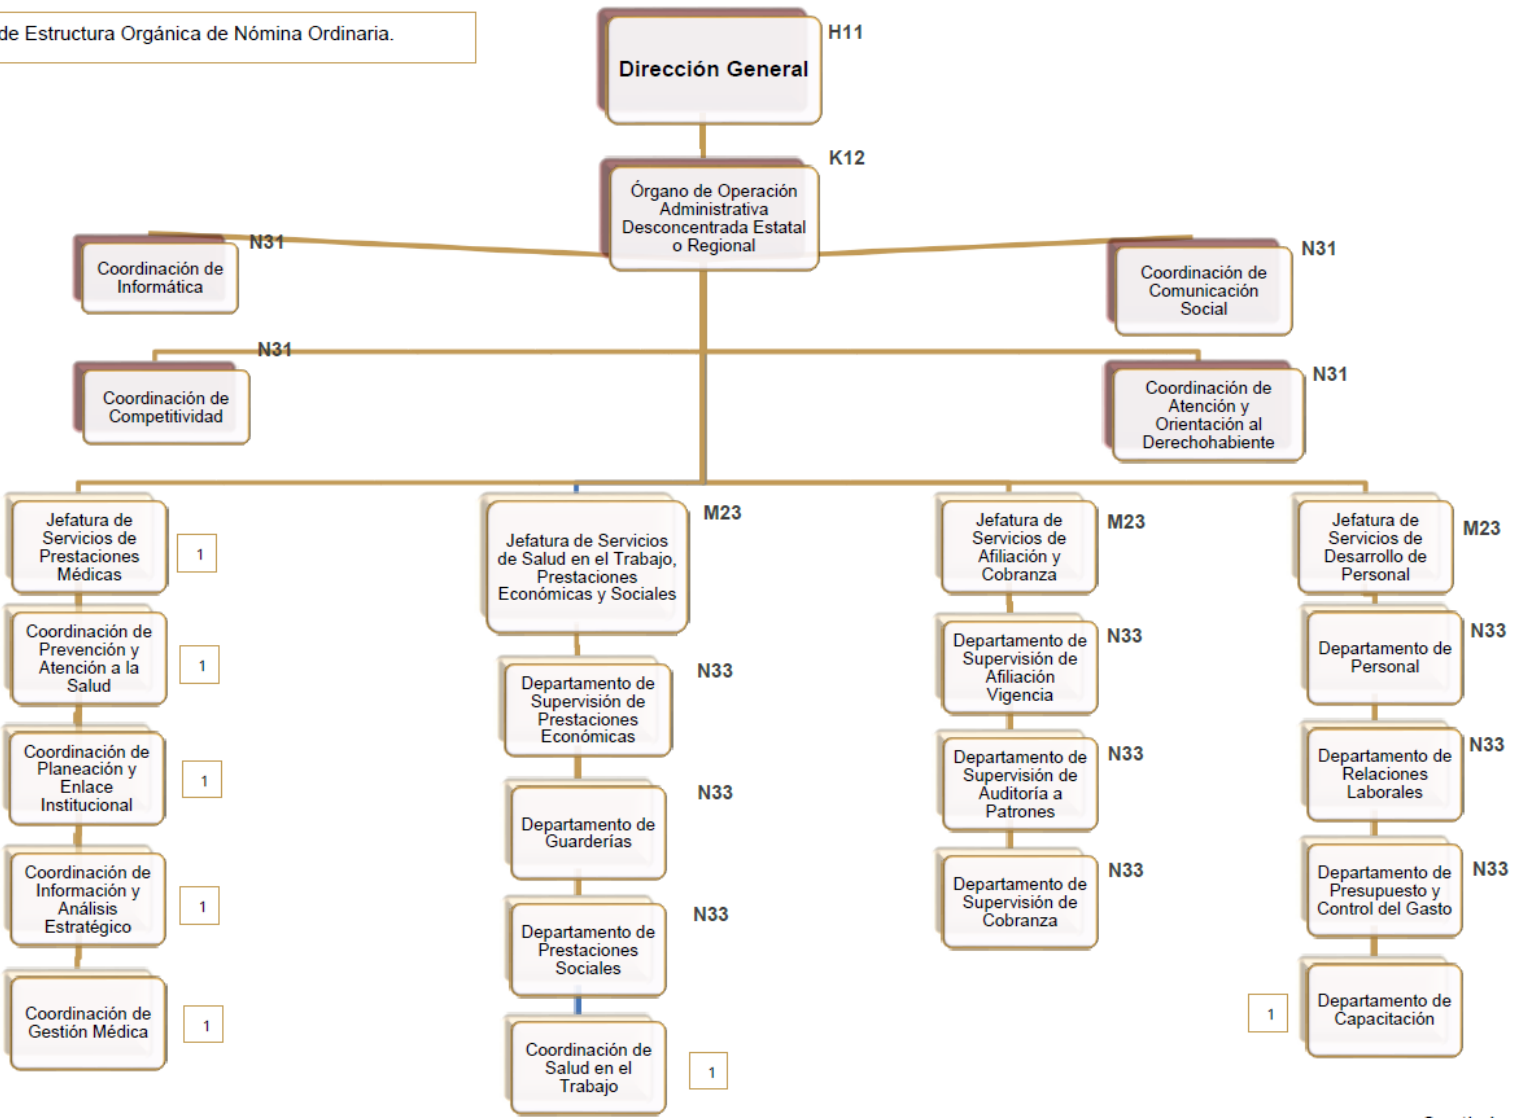 de Estructura Orgánica de Nómina Ordinaria.
H11
Dirección General
K12
Órgano de Operación
Administrativa
Desconcentrada Estatal
o Regional
N31
Coordinación de
Informática
N31
Coordinación de
Comunicación
Social
N31
Coordinación de
Competitividad
N31
Coordinación de
Atención y
Orientación al
Derechohabiente
Jefatura de
Servicios de
Prestaciones
Médicas
1
Coordinación de
Prevención y
Atención a la
Salud
1
Coordinación de
Planeación y
Enlace
Institucional
1
Coordinación de
Información y
Análisis
Estratégico
1
Coordinación de
Gestión Médica
1
M23
Jefatura de Servicios
de Salud en el Trabajo,
Prestaciones
Económicas y Sociales
N33
Departamento de
Supervisión de
Prestaciones
Económicas
N33
Departamento de
Guarderías
N33
Departamento de
Prestaciones
Sociales
Coordinación de
Salud en el
Trabajo
1
M23
Jefatura de
Servicios de
Afiliación y
Cobranza
N33
Departamento de
Supervisión de
Afiliación
Vigencia
N33
Departamento de
Supervisión de
Auditoría a
Patrones
N33
Departamento de
Supervisión de
Cobranza
M23
Jefatura de
Servicios de
Desarrollo de
Personal
N33
Departamento de
Personal
N33
Departamento de
Relaciones
Laborales
N33
Departamento de
Presupuesto y
Control del Gasto
1
Departamento de
Capacitación